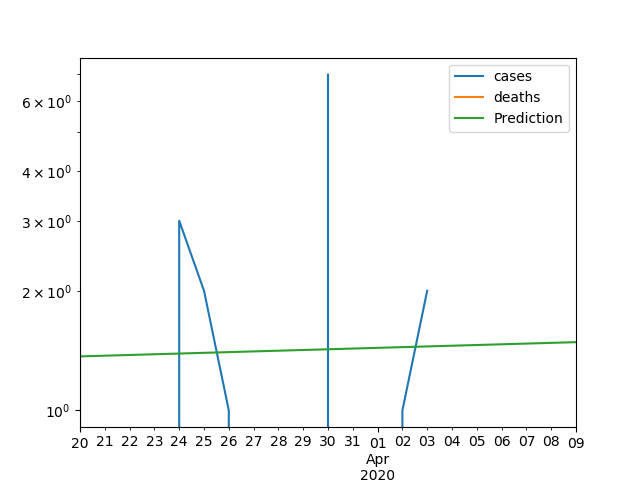 cases
deaths
Prediction
6 × 10⁰
4 × 10⁰
3 × 10⁰
2 × 10⁰
10⁰
20 21 22 23 24 25 26 27 28 29 30 31 01 02 03 04 05 06 07 08 09
Apr
2020